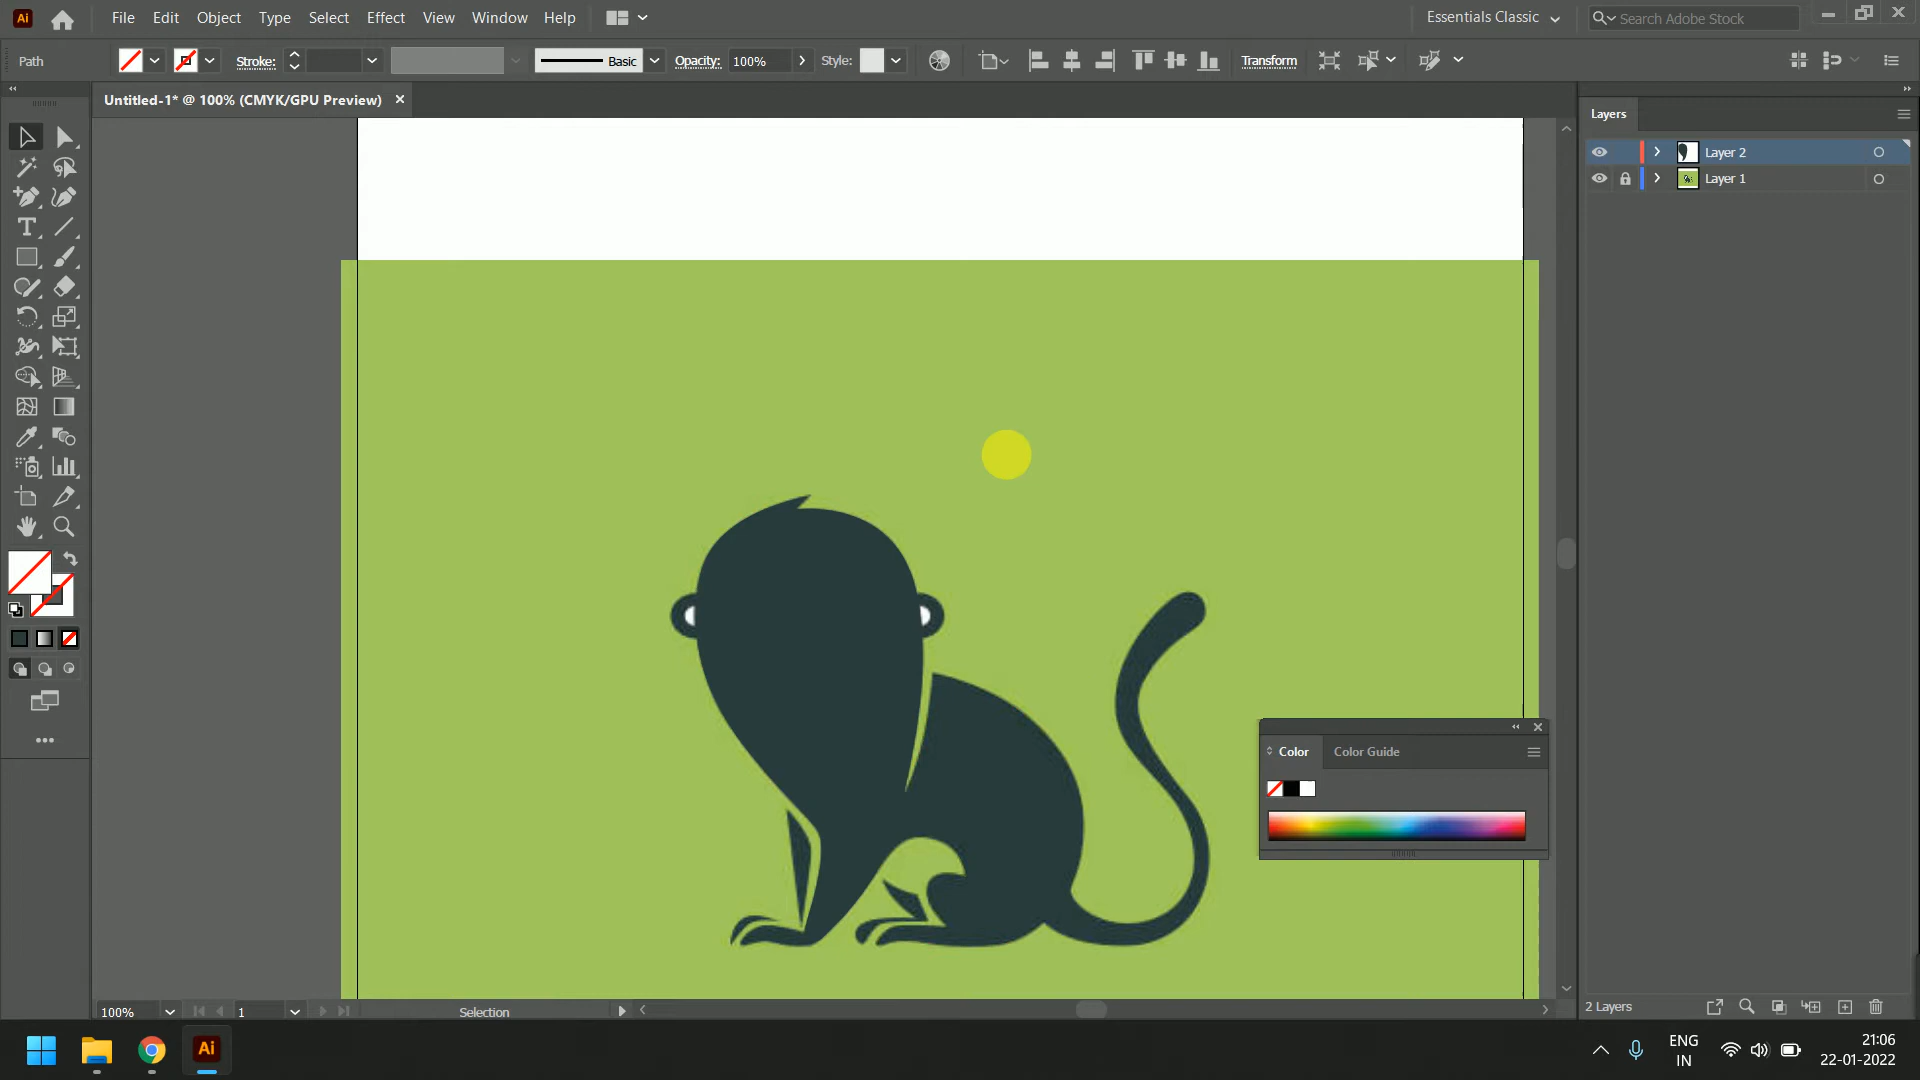 Ai File Edit Object Type Select Effect View Window Help Essentials Classic Search Adobe Stock
Path Stroke: Basic Opacity: 100% Style: Transform
Untitled-1* @ 100% (CMYK/GPU Preview)
Layers
Layer 2
Layer 1
Color Color Guide
100% 1 Selection
2 Layers
Ai
ENG
IN
21:06
22-01-2022